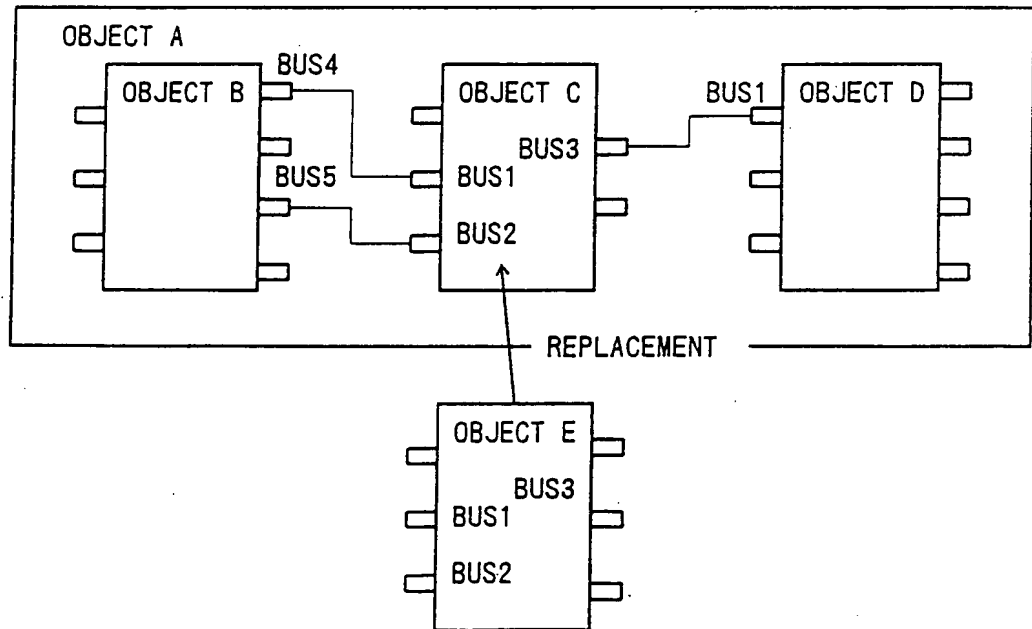 OBJECT A
BUS4
OBJECT B
OBJECT C
BUS1
OBJECT D
BUS3
BUS5
BUS1
BUS2
REPLACEMENT
OBJECT E
BUS3
BUS1
BUS2